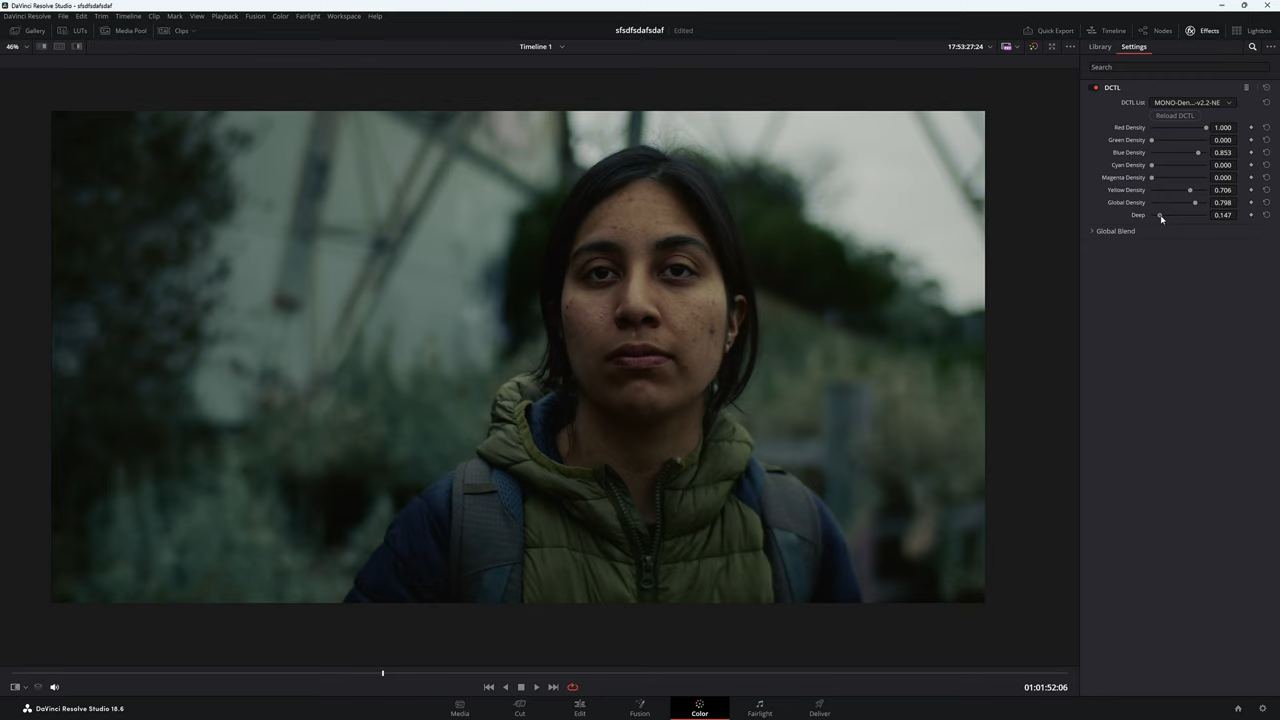 DaVinci Resolve Studio - sfsdfsdafsdaf
DaVinci Resolve File Edit Trim Timeline Clip Mark View Playback Fusion Color Fairlight Workspace Help
Gallery LUTs Media Pool Clips sfsdfsdafsdaf Edited Quick Export Timeline Nodes Effects Lightbox
46% Timeline 1 17:53:27:24 Library Settings
Search
DCTL
DCTL List MONO-Den...-v2.2-NE
Reload DCTL
Red Density 1.000
Green Density 0.000
Blue Density 0.853
Cyan Density 0.000
Magenta Density 0.000
Yellow Density 0.706
Global Density 0.798
Deep 0.147
Global Blend
01:01:52:06
DaVinci Resolve Studio 18.6 Media Cut Edit Fusion Color Fairlight Deliver